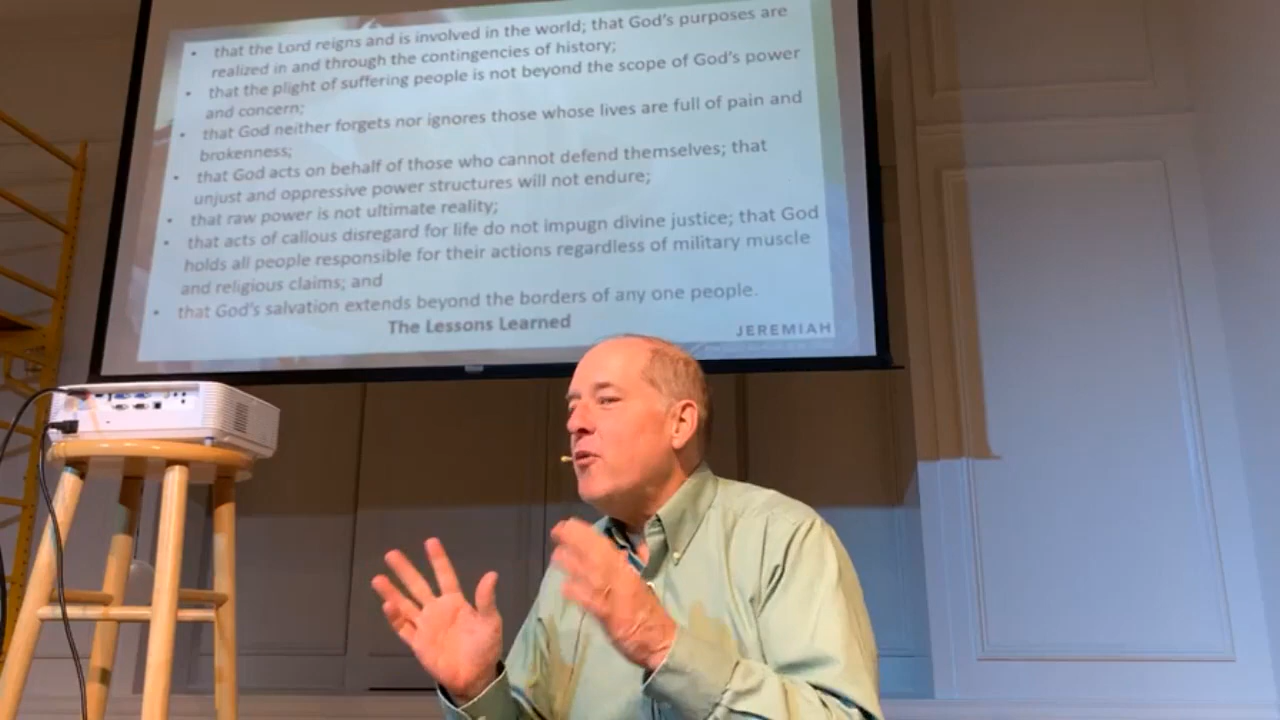 • that the Lord reigns and is involved in the world; that God's purposes are
realized in and through the contingencies of history;
• that the plight of suffering people is not beyond the scope of God's power
and concern;
• that God neither forgets nor ignores those whose lives are full of pain and
brokenness;
• that God acts on behalf of those who cannot defend themselves; that
unjust and oppressive power structures will not endure;
• that raw power is not ultimate reality;
• that acts of callous disregard for life do not impugn divine justice; that God
holds all people responsible for their actions regardless of military muscle
and religious claims; and
• that God's salvation extends beyond the borders of any one people.
The Lessons Learned
JEREMIAH